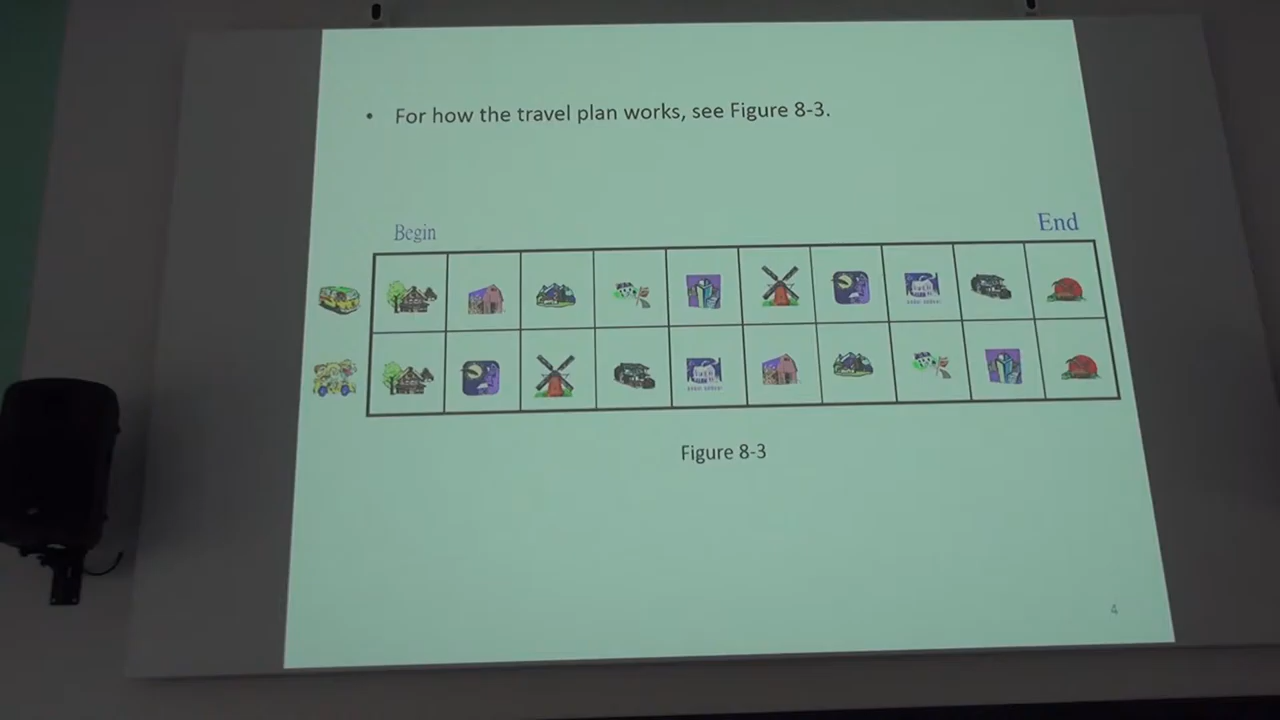 • For how the travel plan works, see Figure 8-3.
Begin
End
Figure 8-3
4